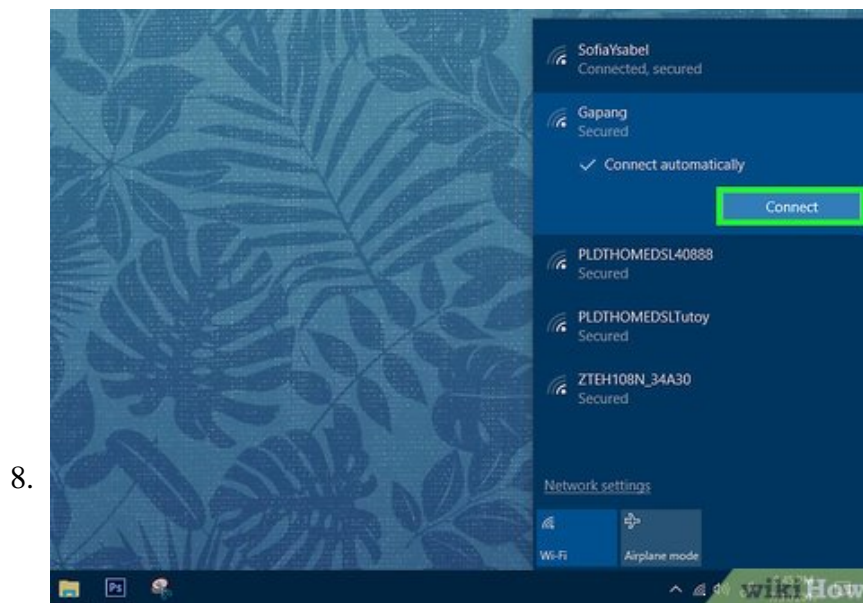 SofiaYsabel
Connected, secured
Gapang
Secured
Connect automatically
Connect
PLDTHOMEDSL40888
Secured
PLDTHOMEDSLTutoy
Secured
ZTEH108N_34A30
Secured
8.
Network settings
Wi-Fi
Airplane mode
Ps
wikiHow